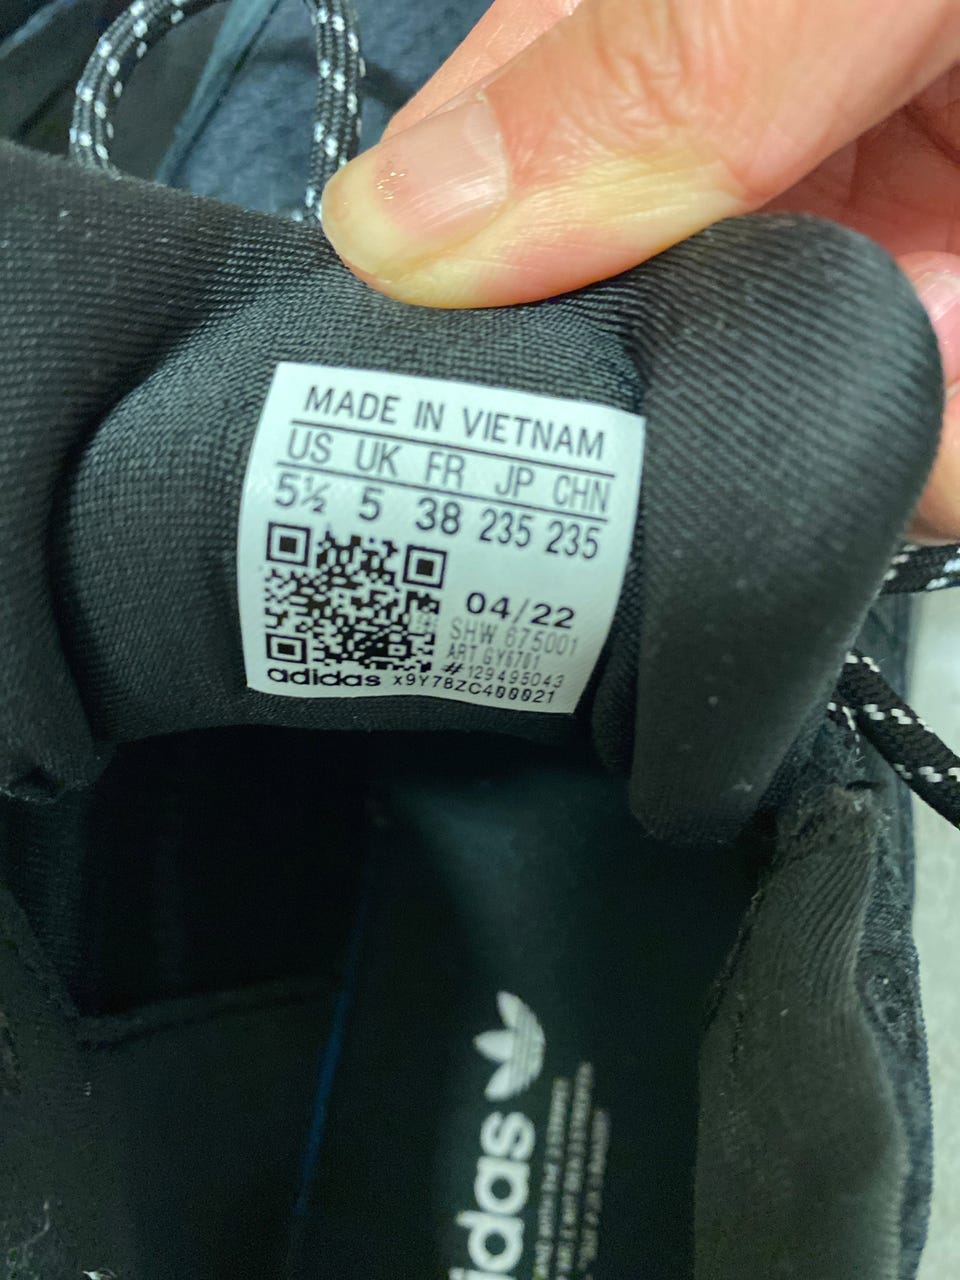 MADE IN VIETNAM
US UK FR JP CHN
5½ 5 38 235 235
04/22
SHW 675001
ART GY6701
#129495043
adidas x9Y78ZC400021
adidas